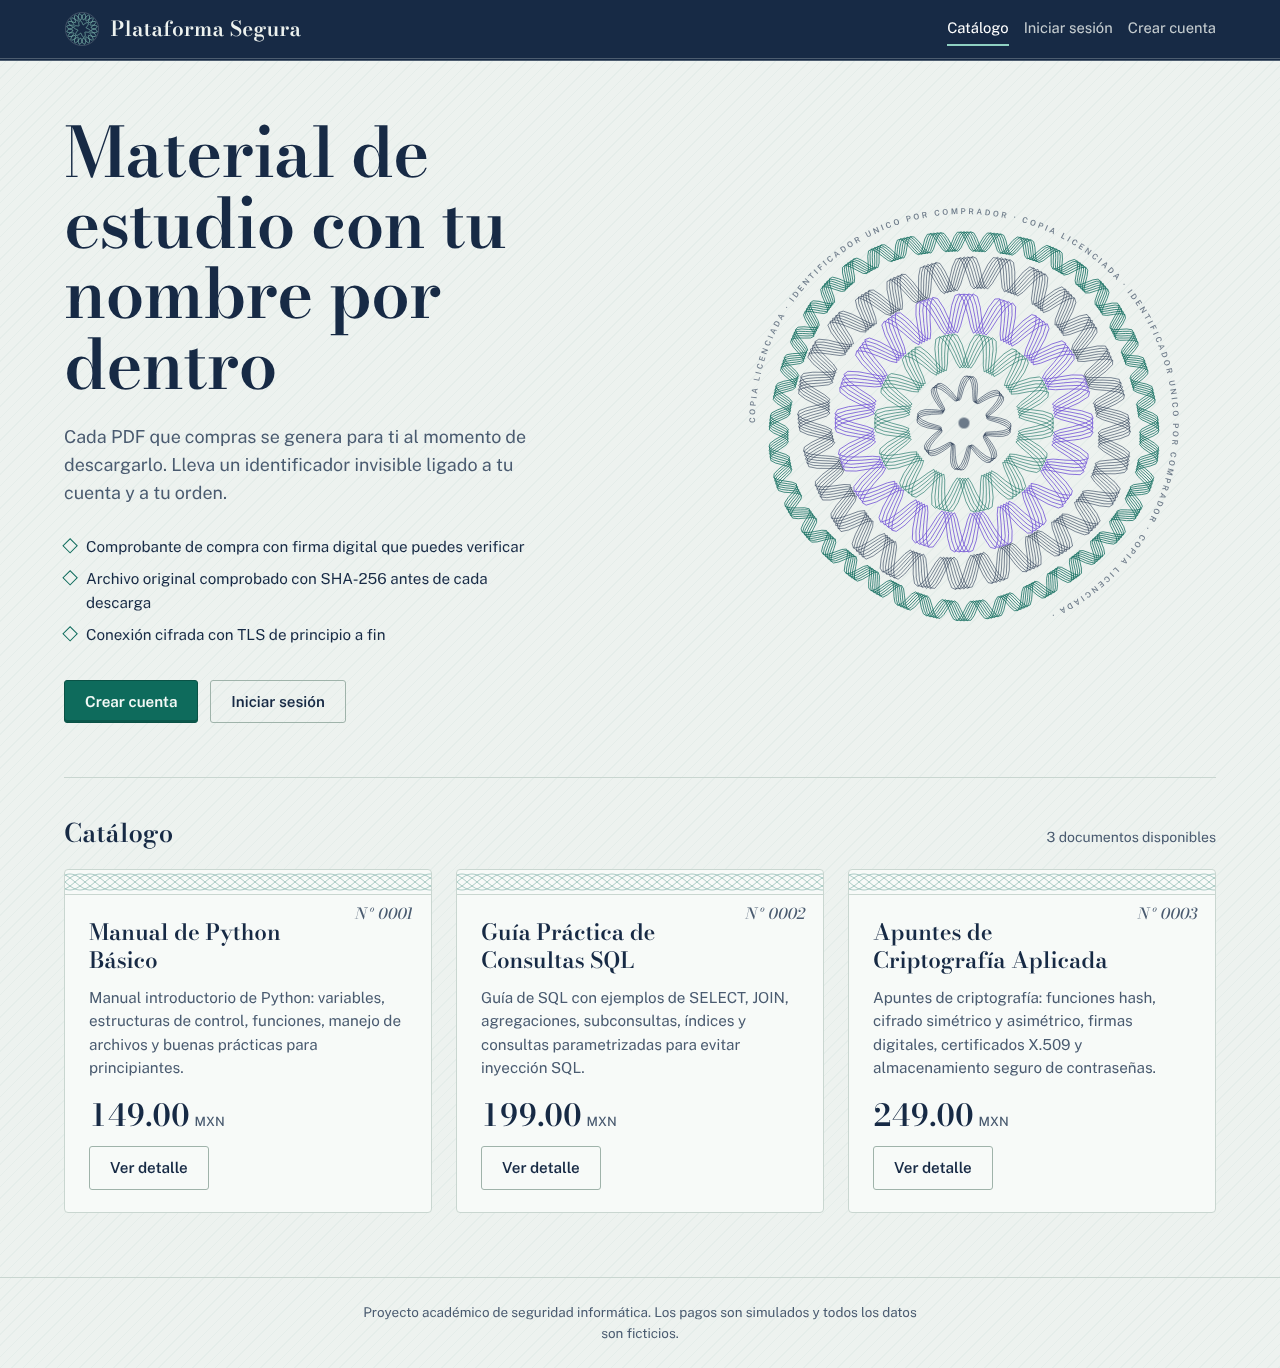 Plataforma Segura
Catálogo
Iniciar sesión
Crear cuenta
Material de
estudio con tu
nombre por
dentro
Cada PDF que compras se genera para ti al momento de
descargarlo. Lleva un identificador invisible ligado a tu
cuenta y a tu orden.
Comprobante de compra con firma digital que puedes verificar
Archivo original comprobado con SHA-256 antes de cada
descarga
Conexión cifrada con TLS de principio a fin
Crear cuenta
Iniciar sesión
COPIA LICENCIADA · IDENTIFICADOR UNICO POR COMPRADOR · COPIA LICENCIADA · IDENTIFICADOR UNICO POR COMPRADOR · COPIA LICENCIADA ·
Catálogo
3 documentos disponibles
Nº 0001
Manual de Python
Básico
Manual introductorio de Python: variables,
estructuras de control, funciones, manejo de
archivos y buenas prácticas para
principiantes.
149.00 MXN
Ver detalle
Nº 0002
Guía Práctica de
Consultas SQL
Guía de SQL con ejemplos de SELECT, JOIN,
agregaciones, subconsultas, índices y
consultas parametrizadas para evitar
inyección SQL.
199.00 MXN
Ver detalle
Nº 0003
Apuntes de
Criptografía Aplicada
Apuntes de criptografía: funciones hash,
cifrado simétrico y asimétrico, firmas
digitales, certificados X.509 y
almacenamiento seguro de contraseñas.
249.00 MXN
Ver detalle
Proyecto académico de seguridad informática. Los pagos son simulados y todos los datos
son ficticios.